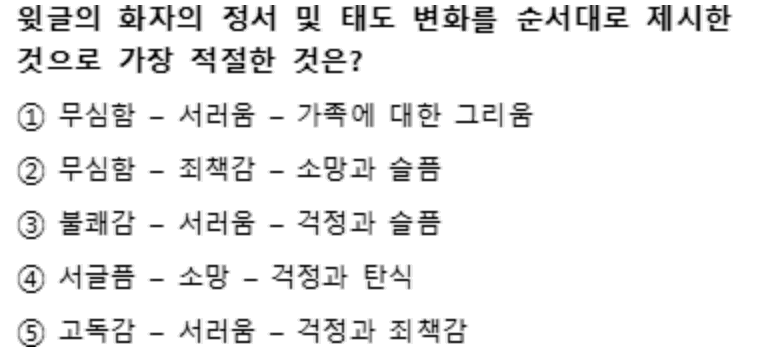 윗글의 화자의 정서 및 태도 변화를 순서대로 제시한
것으로 가장 적절한 것은?
① 무심함 – 서러움 – 가족에 대한 그리움
② 무심함 – 죄책감 – 소망과 슬픔
③ 불쾌감 – 서러움 – 걱정과 슬픔
④ 서글픔 – 소망 – 걱정과 탄식
⑤ 고독감 – 서러움 – 걱정과 죄책감